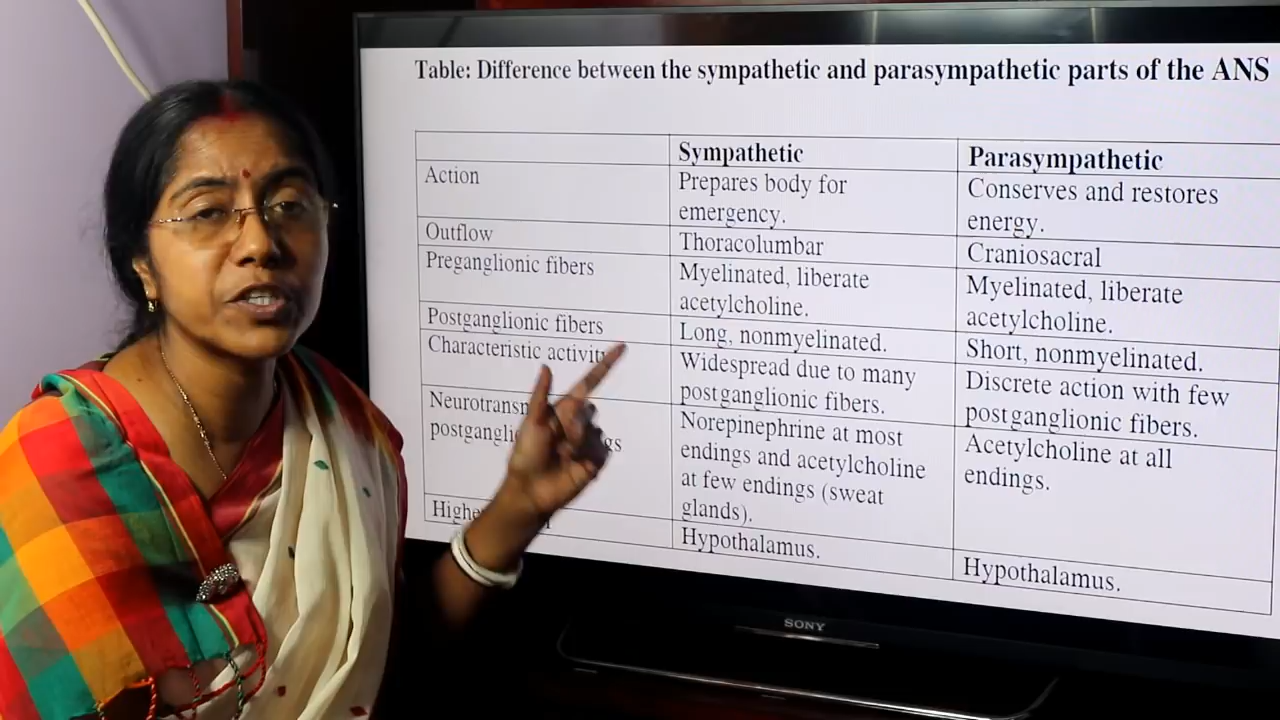 Table: Difference between the sympathetic and parasympathetic parts of the ANS
Sympathetic
Parasympathetic
Action
Prepares body for
emergency.
Conserves and restores
energy.
Outflow
Thoracolumbar
Craniosacral
Preganglionic fibers
Myelinated, liberate
acetylcholine.
Myelinated, liberate
acetylcholine.
Postganglionic fibers
Long, nonmyelinated.
Short, nonmyelinated.
Characteristic activity
Widespread due to many
postganglionic fibers.
Discrete action with few
postganglionic fibers.
Norepinephrine at most
endings and acetylcholine
at few endings (sweat
glands).
Acetylcholine at all
endings.
Hypothalamus.
Hypothalamus.
SONY